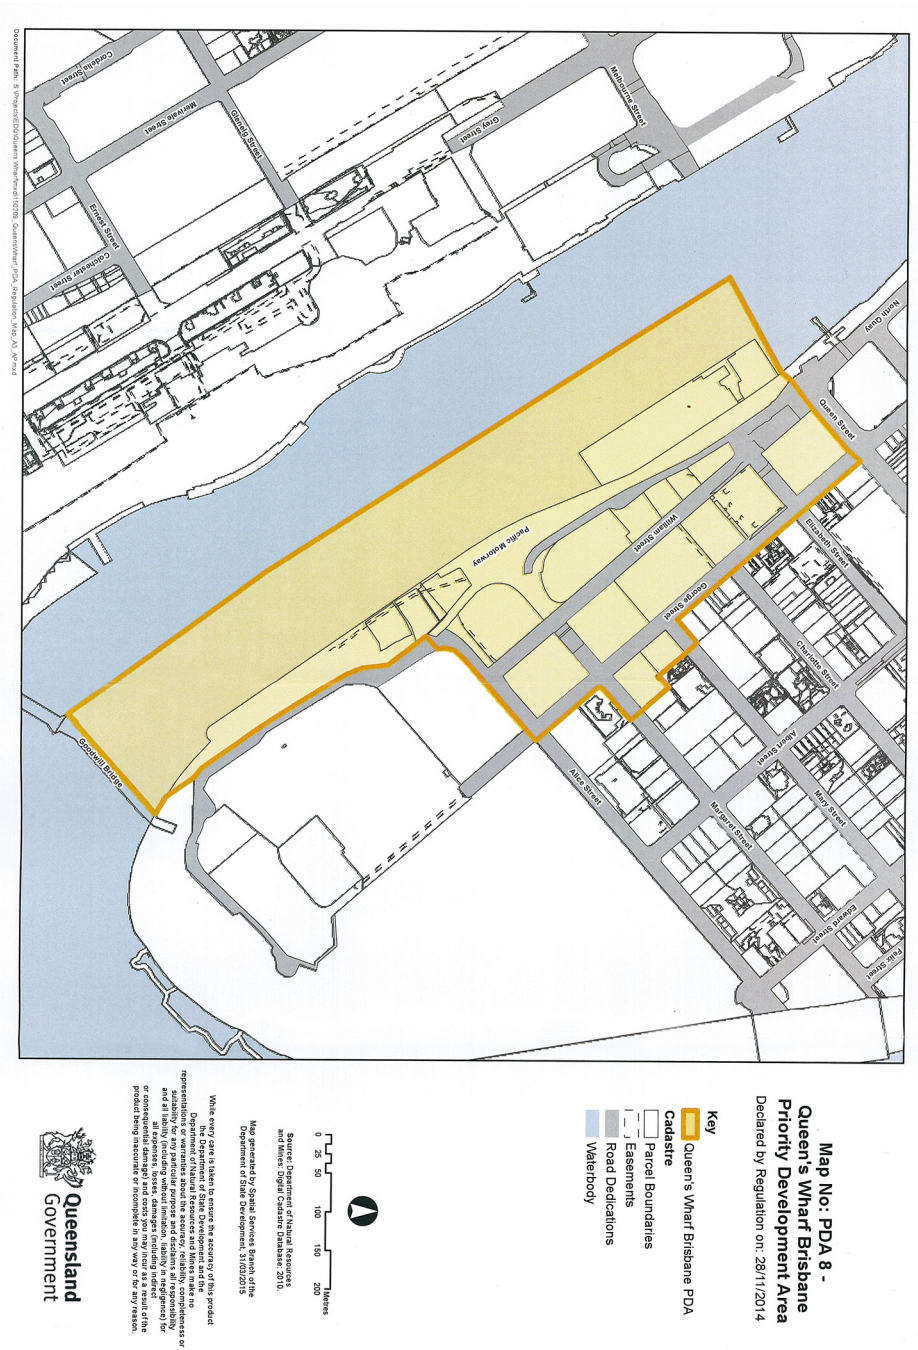 Map No: PDA 8 -
Queen's Wharf Brisbane
Priority Development Area
Declared by Regulation on: 28/11/2014
Key
Queen's Wharf Brisbane PDA
Cadastre
Parcel Boundaries
Easements
Road Dedications
Waterbody
0 25 50 100 150 200
Metres
Source: Department of Natural Resources
and Mines: Digital Cadastre Database: 2010.
Map generated by Spatial Services Branch of the
Department of State Development, 31/03/2015
While every care is taken to ensure the accuracy of this product
the Department of State Development and the
Department of Natural Resources and Mines make no
representations or warranties about the accuracy, reliability, completeness or
suitability for any particular purpose and disclaims all responsibility
and all liability (including without limitation, liability in negligence) for
all expenses, losses, damages (including indirect
or consequential damage) and costs you may incur as a result of the
product being inaccurate or incomplete in any way or for any reason.
Queensland
Government
Cordelia Street
Merivale Street
Glenelg Street
Grey Street
Melbourne Street
Ernest Street
Colchester Street
North Quay
Queen Street
Elizabeth Street
William Street
Pacific Motorway
George Street
Charlotte Street
Albert Street
Mary Street
Margaret Street
Alice Street
Edward Street
Felix Street
Goodwill Bridge